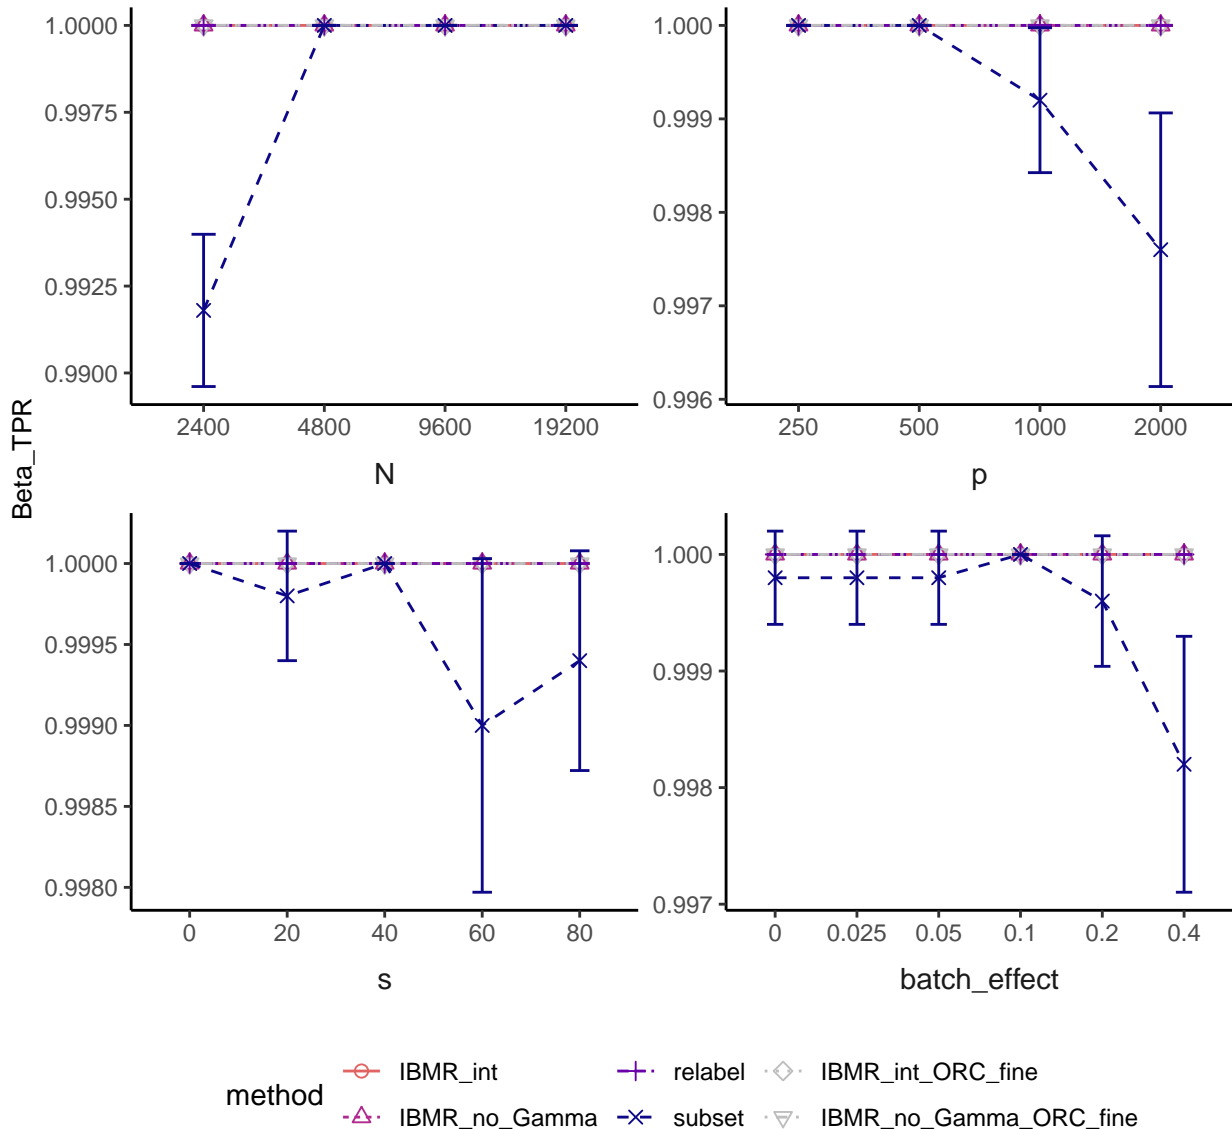 Beta_TPR
1.0000
0.9975
0.9950
0.9925
0.9900
2400 4800 9600 19200
N
1.000
0.999
0.998
0.997
0.996
250 500 1000 2000
p
1.0000
0.9995
0.9990
0.9985
0.9980
0 20 40 60 80
s
1.000
0.999
0.998
0.997
0 0.025 0.05 0.1 0.2 0.4
batch_effect
method
IBMR_int relabel IBMR_int_ORC_fine
IBMR_no_Gamma subset IBMR_no_Gamma_ORC_fine